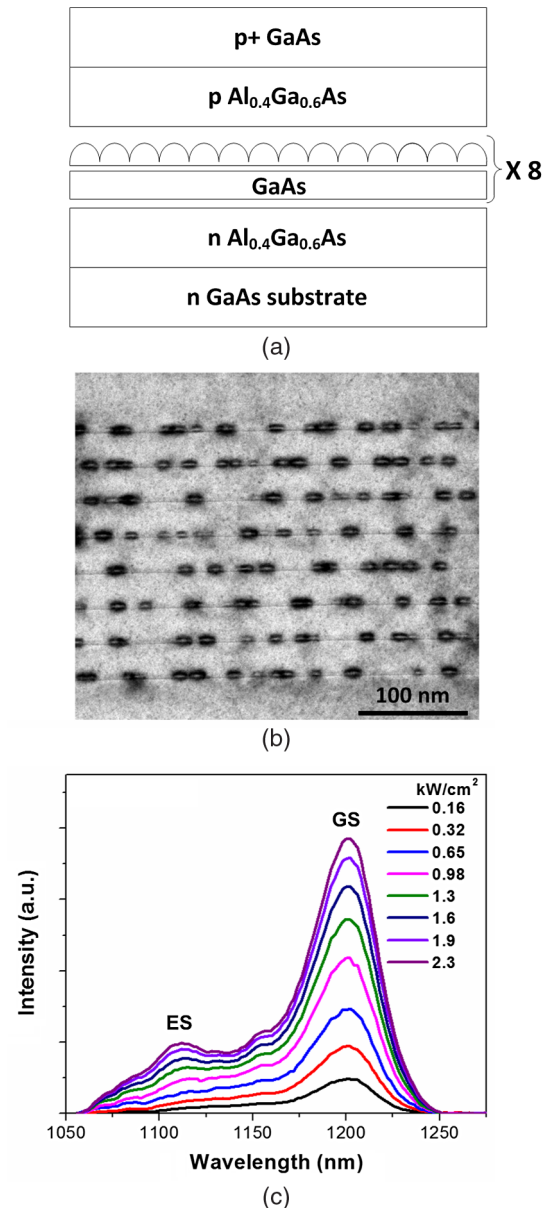 p+ GaAs
p Al₀.₄Ga₀.₆As
GaAs
X 8
n Al₀.₄Ga₀.₆As
n GaAs substrate
(a)
100 nm
(b)
kW/cm²
0.16
0.32
0.65
0.98
1.3
1.6
1.9
2.3
GS
ES
Intensity (a.u.)
1050 1100 1150 1200 1250
Wavelength (nm)
(c)